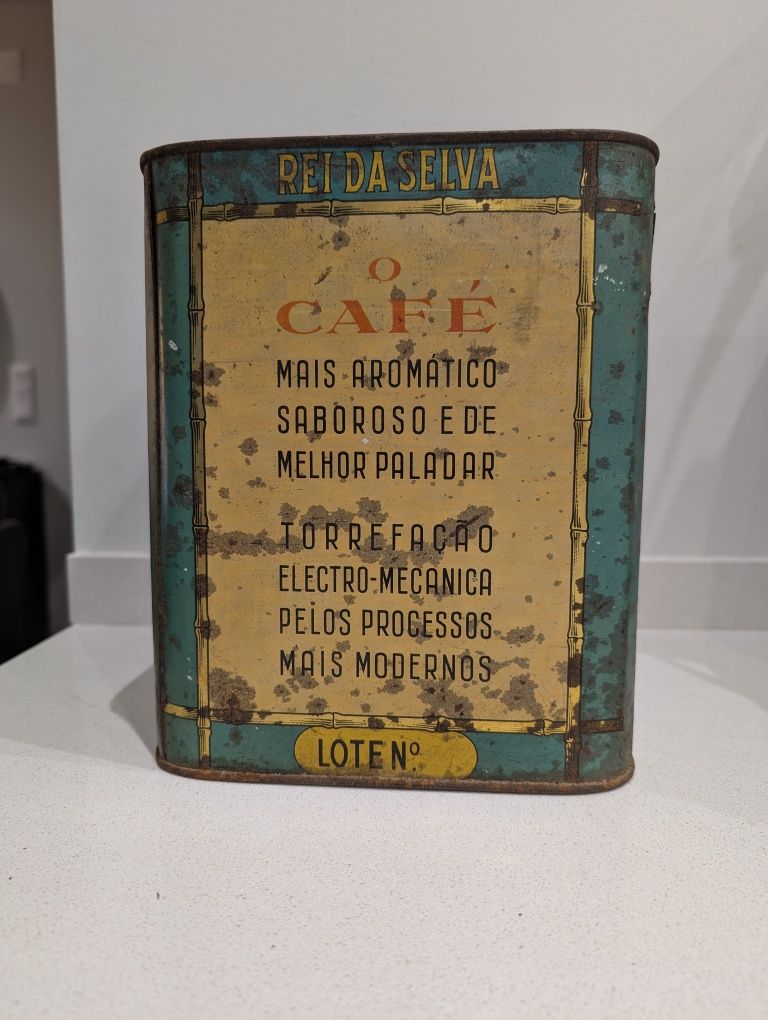 REI DA SELVA
O
CAFÉ
MAIS AROMÁTICO
SABOROSO E DE
MELHOR PALADAR
TORREFAÇÃO
ELECTRO-MECANICA
PELOS PROCESSOS
MAIS MODERNOS
LOTE Nº.